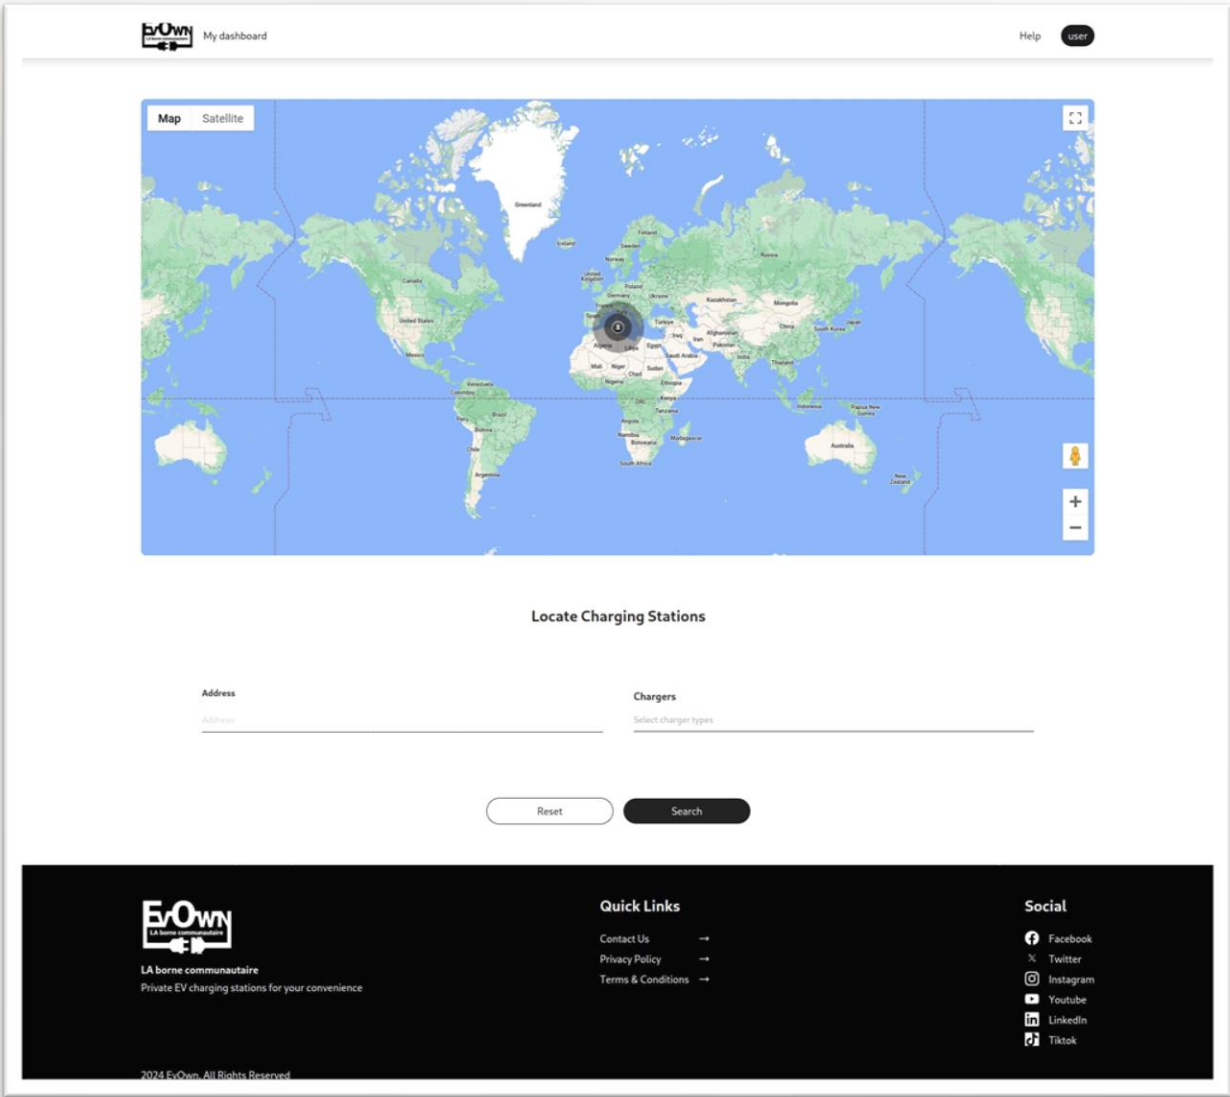 EvOwn
LA borne communautaire
My dashboard
Help
user
Map
Satellite
Greenland
Iceland
Finland
Sweden
Norway
Russia
United Kingdom
Poland
Germany
Ukraine
Kazakhstan
Mongolia
Canada
United States
Mexico
Türkiye
Iraq
Iran
Afghanistan
Pakistan
China
South Korea
Japan
Algeria
Libya
Egypt
Saudi Arabia
India
Thailand
Mali
Niger
Chad
Sudan
Nigeria
Ethiopia
Venezuela
Colombia
DRC
Kenya
Tanzania
Indonesia
Papua New Guinea
Peru
Brazil
Bolivia
Angola
Namibia
Botswana
Madagascar
Chile
Argentina
South Africa
Australia
New Zealand
Locate Charging Stations
Address
Address
Chargers
Select charger types
Reset
Search
EvOwn
LA borne communautaire
LA borne communautaire
Private EV charging stations for your convenience
2024 EvOwn. All Rights Reserved
Quick Links
Contact Us →
Privacy Policy →
Terms & Conditions →
Social
Facebook
Twitter
Instagram
Youtube
LinkedIn
Tiktok